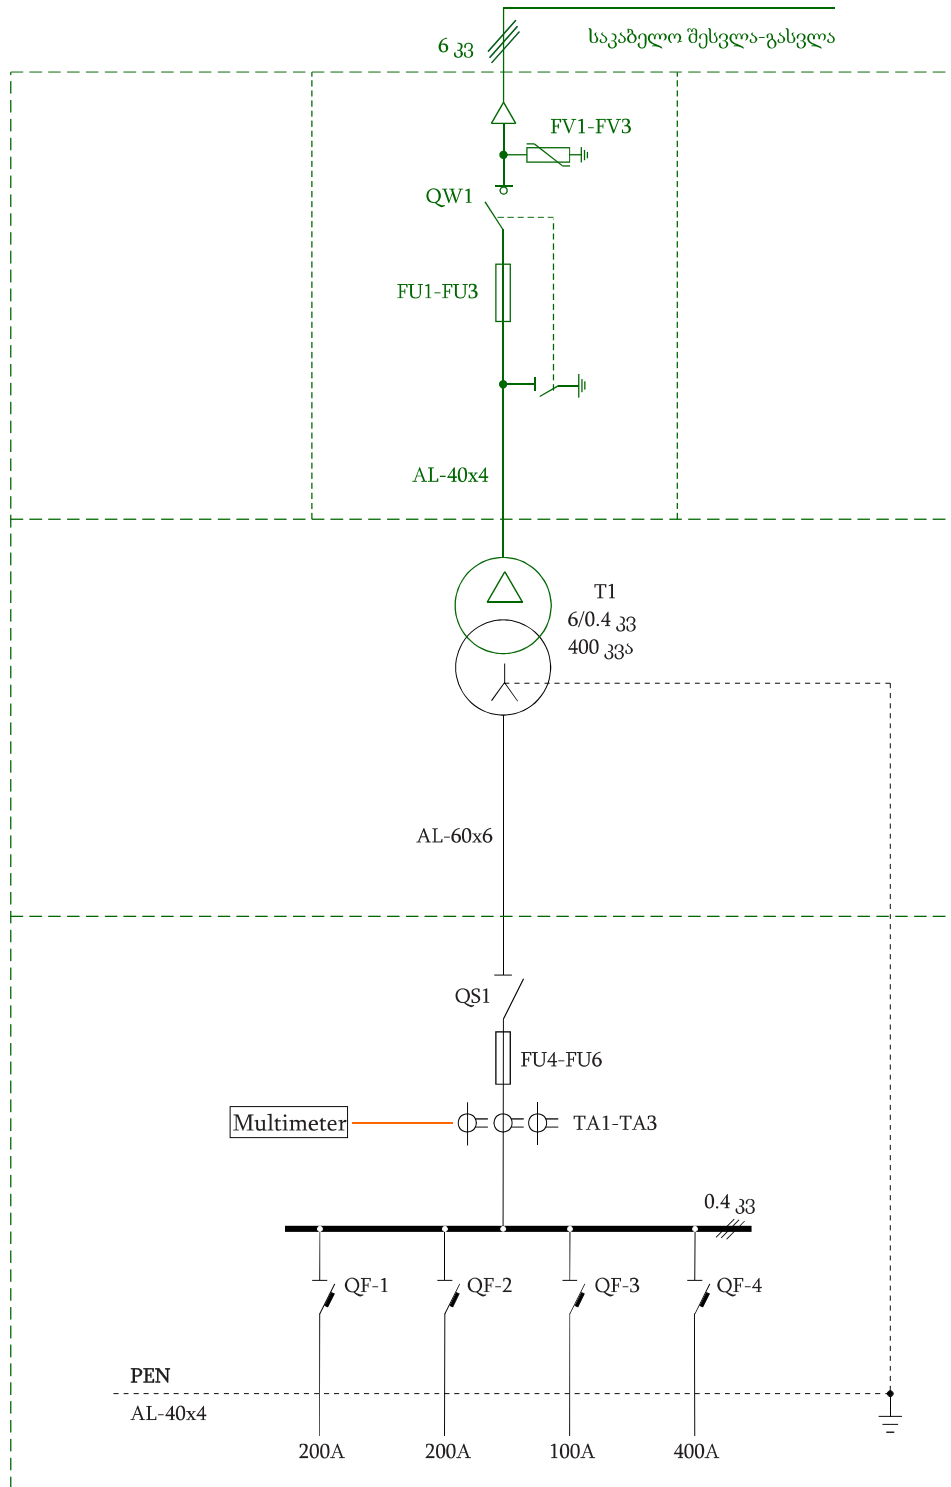 6 კვ
საკაბელო შესვლა-გასვლა
FV1-FV3
QW1
FU1-FU3
AL-40x4
T1
6/0.4 კვ
400 კვა
AL-60x6
QS1
FU4-FU6
Multimeter
TA1-TA3
0.4 კვ
QF-1
QF-2
QF-3
QF-4
PEN
AL-40x4
200A
200A
100A
400A